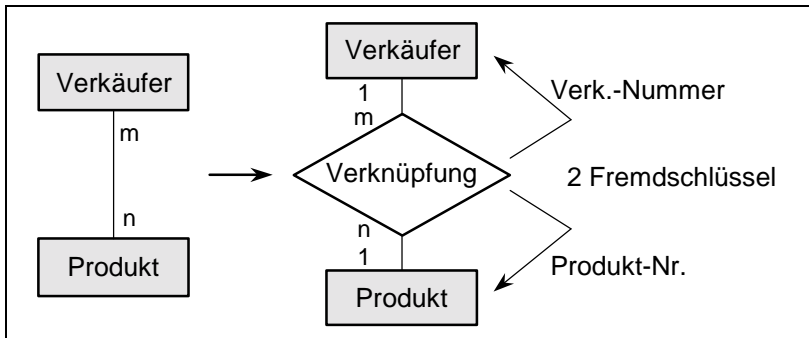 Verkäufer
m
n
Produkt
Verkäufer
1
m
Verknüpfung
n
1
Produkt
Verk.-Nummer
2 Fremdschlüssel
Produkt-Nr.